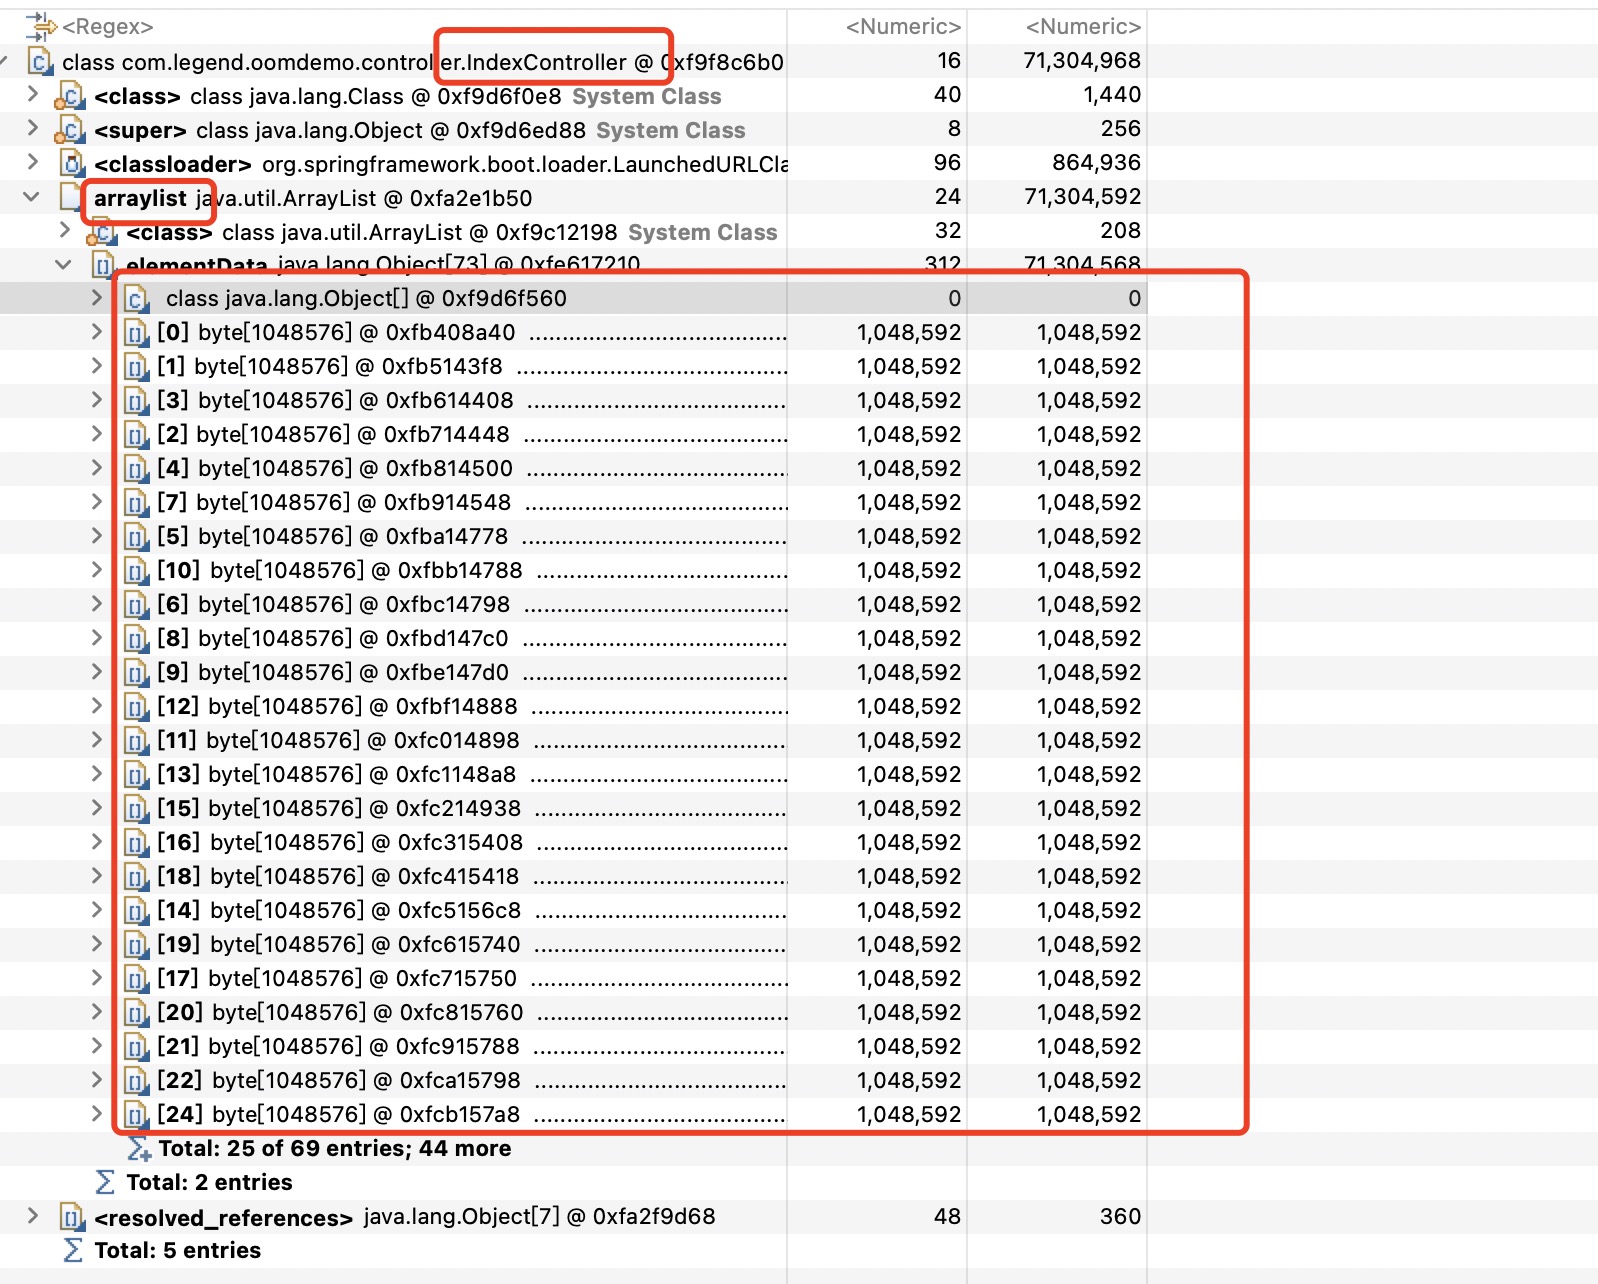 <Regex> <Numeric> <Numeric>
class com.legend.oomdemo.controller.IndexController @ 0xf9f8c6b0 16 71,304,968
<class> class java.lang.Class @ 0xf9d6f0e8 System Class 40 1,440
<super> class java.lang.Object @ 0xf9d6ed88 System Class 8 256
<classloader> org.springframework.boot.loader.LaunchedURLCla 96 864,936
arraylist java.util.ArrayList @ 0xfa2e1b50 24 71,304,592
<class> class java.util.ArrayList @ 0xf9c12198 System Class 32 208
elementData java.lang.Object[73] @ 0xfe617210 312 71,304,568
class java.lang.Object[] @ 0xf9d6f560 0 0
[0] byte[1048576] @ 0xfb408a40 ...................................... 1,048,592 1,048,592
[1] byte[1048576] @ 0xfb5143f8 ...................................... 1,048,592 1,048,592
[3] byte[1048576] @ 0xfb614408 ...................................... 1,048,592 1,048,592
[2] byte[1048576] @ 0xfb714448 ...................................... 1,048,592 1,048,592
[4] byte[1048576] @ 0xfb814500 ...................................... 1,048,592 1,048,592
[7] byte[1048576] @ 0xfb914548 ...................................... 1,048,592 1,048,592
[5] byte[1048576] @ 0xfba14778 ...................................... 1,048,592 1,048,592
[10] byte[1048576] @ 0xfbb14788 ..................................... 1,048,592 1,048,592
[6] byte[1048576] @ 0xfbc14798 ...................................... 1,048,592 1,048,592
[8] byte[1048576] @ 0xfbd147c0 ...................................... 1,048,592 1,048,592
[9] byte[1048576] @ 0xfbe147d0 ...................................... 1,048,592 1,048,592
[12] byte[1048576] @ 0xfbf14888 ..................................... 1,048,592 1,048,592
[11] byte[1048576] @ 0xfc014898 ..................................... 1,048,592 1,048,592
[13] byte[1048576] @ 0xfc1148a8 ..................................... 1,048,592 1,048,592
[15] byte[1048576] @ 0xfc214938 ..................................... 1,048,592 1,048,592
[16] byte[1048576] @ 0xfc315408 ..................................... 1,048,592 1,048,592
[18] byte[1048576] @ 0xfc415418 ..................................... 1,048,592 1,048,592
[14] byte[1048576] @ 0xfc5156c8 ..................................... 1,048,592 1,048,592
[19] byte[1048576] @ 0xfc615740 ..................................... 1,048,592 1,048,592
[17] byte[1048576] @ 0xfc715750 ..................................... 1,048,592 1,048,592
[20] byte[1048576] @ 0xfc815760 ..................................... 1,048,592 1,048,592
[21] byte[1048576] @ 0xfc915788 ..................................... 1,048,592 1,048,592
[22] byte[1048576] @ 0xfca15798 ..................................... 1,048,592 1,048,592
[24] byte[1048576] @ 0xfcb157a8 ..................................... 1,048,592 1,048,592
Total: 25 of 69 entries; 44 more
Total: 2 entries
<resolved_references> java.lang.Object[7] @ 0xfa2f9d68 48 360
Total: 5 entries